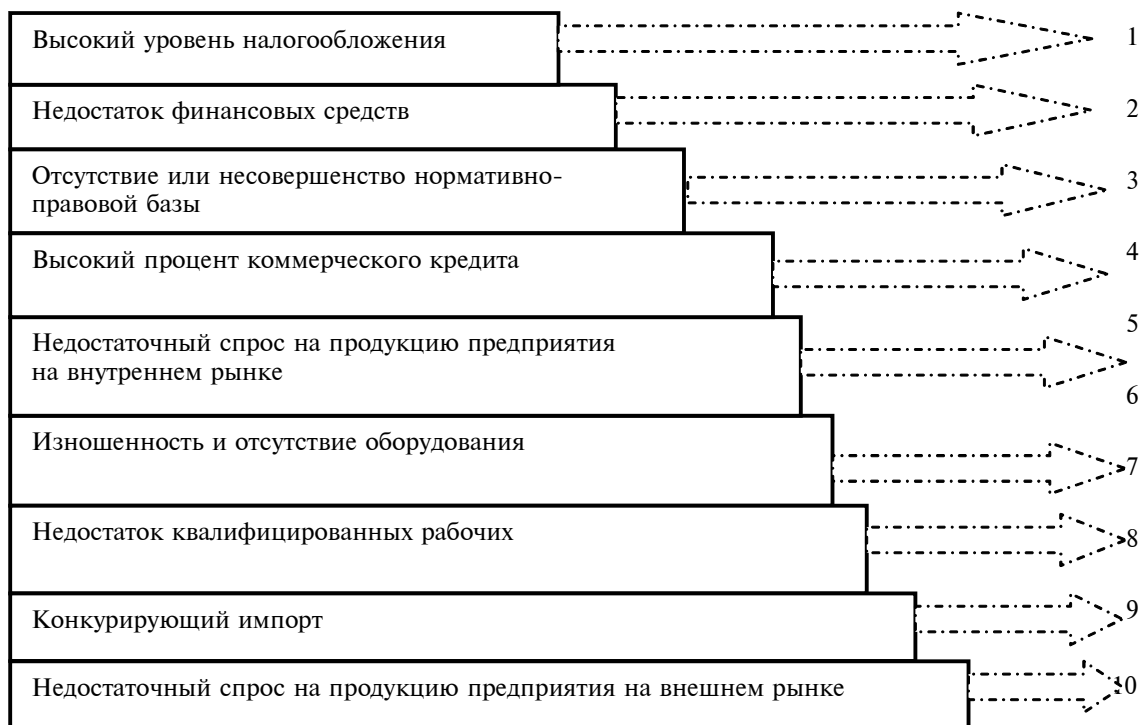 Высокий уровень налогообложения
1
Недостаток финансовых средств
2
Отсутствие или несовершенство нормативно-
правовой базы
3
Высокий процент коммерческого кредита
4
Недостаточный спрос на продукцию предприятия
на внутреннем рынке
5
6
Изношенность и отсутствие оборудования
7
Недостаток квалифицированных рабочих
8
Конкурирующий импорт
9
Недостаточный спрос на продукцию предприятия на внешнем рынке
10